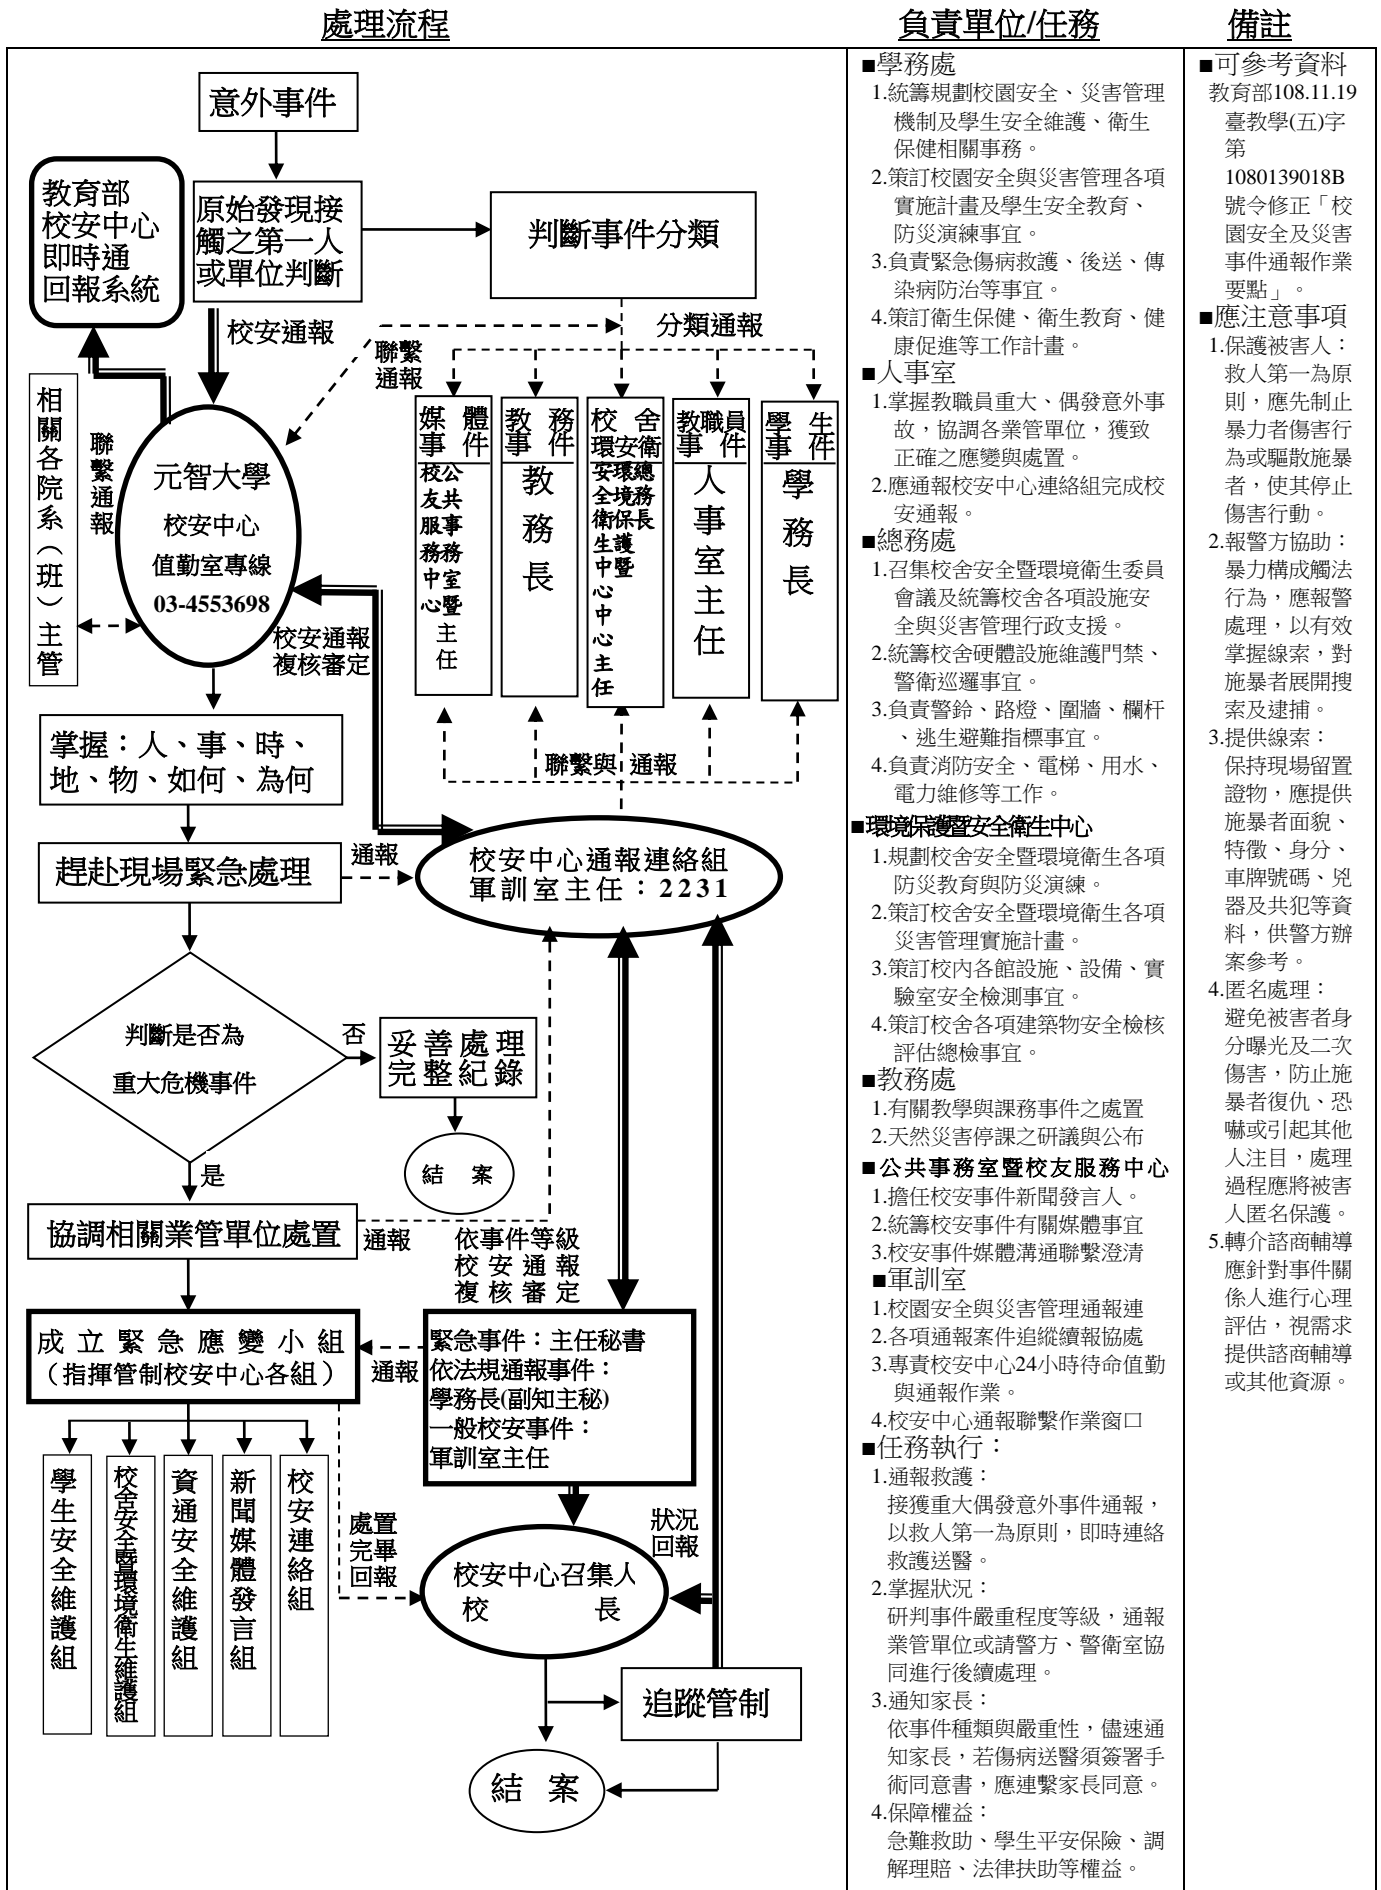 處理流程
負責單位/任務
備註
意外事件
教育部
校安中心
即時通
回報系統
原始發現接
觸之第一人
或單位判斷
判斷事件分類
校安通報
聯繫
通報
分類通報
相關各院系（班）主管
聯繫通報
元智大學
校安中心
值勤室專線
03-4553698
媒體
事件
公共事務室暨
校友服務中心
主任
教務
事件
教務長
校舍
環安衛
總務長
環境保護暨
安全衛生中心中心主任
教職員
事件
人事室主任
學生
事件
學務長
校安通報
複核審定
聯繫與 通報
掌握：人、事、時、
地、物、如何、為何
趕赴現場緊急處理
通報
校安中心通報連絡組
軍訓室主任：2231
判斷是否為
重大危機事件
否
妥善處理
完整紀錄
結 案
是
協調相關業管單位處置
通報
依事件等級
校安通報
複核審定
成立緊急應變小組
（指揮管制校安中心各組）
通報
緊急事件：主任秘書
依法規通報事件：
學務長(副知主秘)
一般校安事件：
軍訓室主任
學生安全維護組
校舍安全暨環境衛生維護組
資通安全維護組
新聞媒體發言組
校安連絡組
處置
完畢
回報
狀況
回報
校安中心召集人
校 長
追蹤管制
結 案
■學務處
1.統籌規劃校園安全、災害管理
機制及學生安全維護、衛生
保健相關事務。
2.策訂校園安全與災害管理各項
實施計畫及學生安全教育、
防災演練事宜。
3.負責緊急傷病救護、後送、傳
染病防治等事宜。
4.策訂衛生保健、衛生教育、健
康促進等工作計畫。
■人事室
1.掌握教職員重大、偶發意外事
故，協調各業管單位，獲致
正確之應變與處置。
2.應通報校安中心連絡組完成校
安通報。
■總務處
1.召集校舍安全暨環境衛生委員
會議及統籌校舍各項設施安
全與災害管理行政支援。
2.統籌校舍硬體設施維護門禁、
警衛巡邏事宜。
3.負責警鈴、路燈、圍牆、欄杆
、逃生避難指標事宜。
4.負責消防安全、電梯、用水、
電力維修等工作。
■環境保護暨安全衛生中心
1.規劃校舍安全暨環境衛生各項
防災教育與防災演練。
2.策訂校舍安全暨環境衛生各項
災害管理實施計畫。
3.策訂校內各館設施、設備、實
驗室安全檢測事宜。
4.策訂校舍各項建築物安全檢核
評估總檢事宜。
■教務處
1.有關教學與課務事件之處置
2.天然災害停課之研議與公布
■公共事務室暨校友服務中心
1.擔任校安事件新聞發言人。
2.統籌校安事件有關媒體事宜
3.校安事件媒體溝通聯繫澄清
■軍訓室
1.校園安全與災害管理通報連
2.各項通報案件追縱續報協處
3.專責校安中心24小時待命值勤
與通報作業。
4.校安中心通報聯繫作業窗口
■任務執行：
1.通報救護：
接獲重大偶發意外事件通報，
以救人第一為原則，即時連絡
救護送醫。
2.掌握狀況：
研判事件嚴重程度等級，通報
業管單位或請警方、警衛室協
同進行後續處理。
3.通知家長：
依事件種類與嚴重性，儘速通
知家長，若傷病送醫須簽署手
術同意書，應連繫家長同意。
4.保障權益：
急難救助、學生平安保險、調
解理賠、法律扶助等權益。
■可參考資料
教育部108.11.19
臺教學(五)字
第
1080139018B
號令修正「校
園安全及災害
事件通報作業
要點」。
■應注意事項
1.保護被害人：
救人第一為原
則，應先制止
暴力者傷害行
為或驅散施暴
者，使其停止
傷害行動。
2.報警方協助：
暴力構成觸法
行為，應報警
處理，以有效
掌握線索，對
施暴者展開搜
索及逮捕。
3.提供線索：
保持現場留置
證物，應提供
施暴者面貌、
特徵、身分、
車牌號碼、兇
器及共犯等資
料，供警方辦
案參考。
4.匿名處理：
避免被害者身
分曝光及二次
傷害，防止施
暴者復仇、恐
嚇或引起其他
人注目，處理
過程應將被害
人匿名保護。
5.轉介諮商輔導
應針對事件關
係人進行心理
評估，視需求
提供諮商輔導
或其他資源。